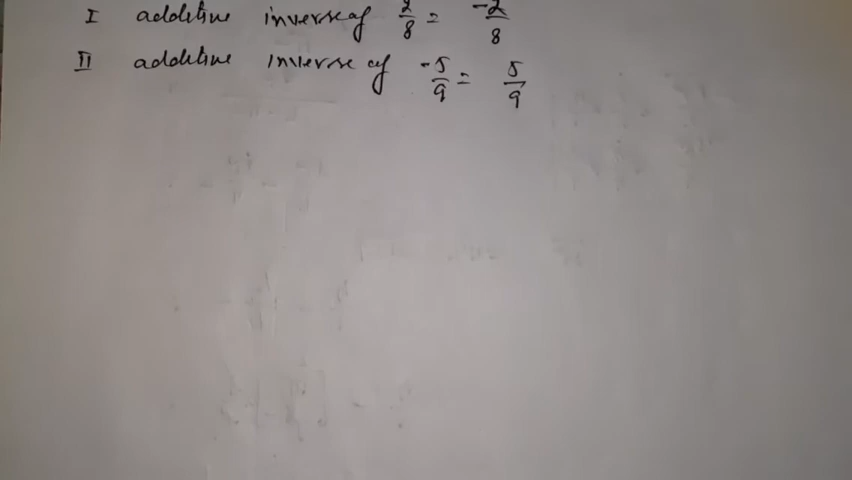 I additive inverse of 2/8 = -2/8
II additive inverse of -5/9 = 5/9